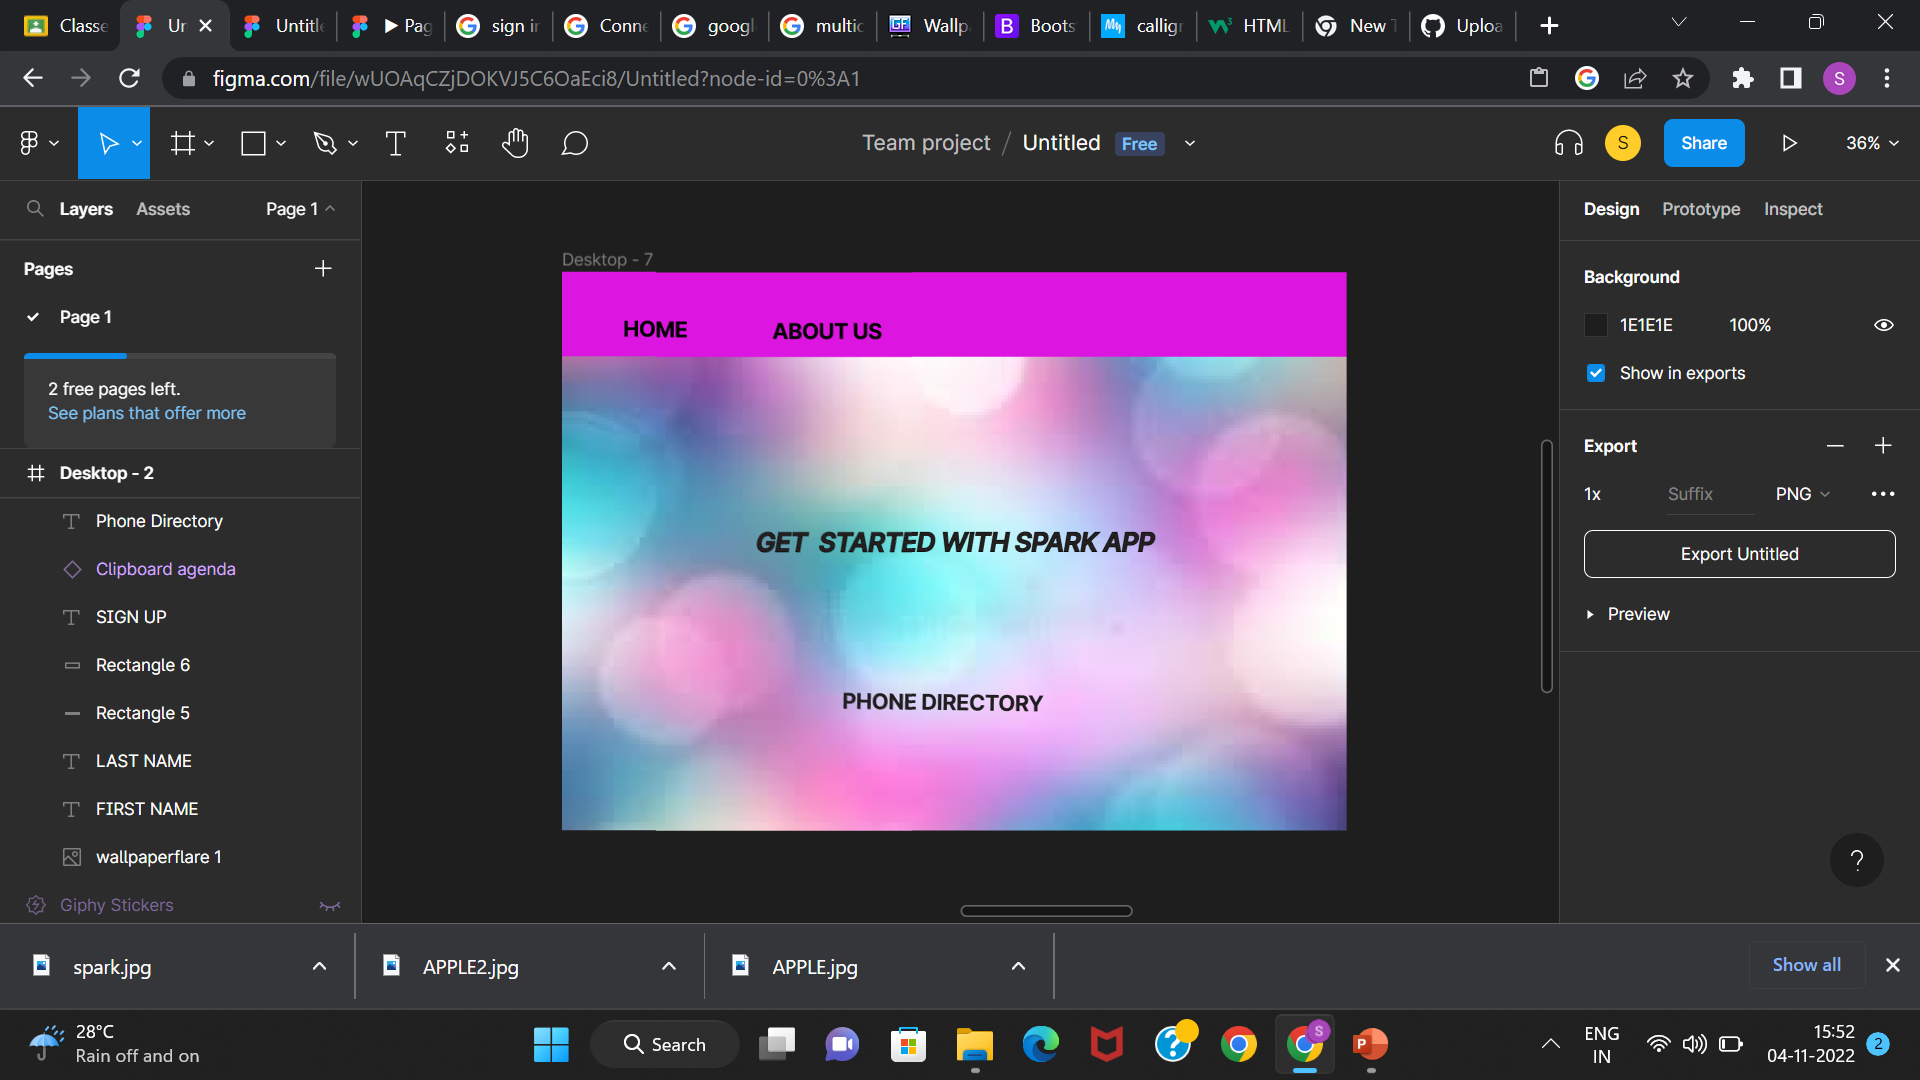 Classe
Un
Untitle
▶ Pag
sign in
Conne
googl
multic
Wallp
Boots
calligr
HTML
New T
Uploa
figma.com/file/wUOAqCZjDOKVJ5C6OaEci8/Untitled?node-id=0%3A1
S
Team project / Untitled Free
S
Share
36%
Layers Assets Page 1
Pages
Page 1
2 free pages left.
See plans that offer more
Desktop - 2
Phone Directory
Clipboard agenda
SIGN UP
Rectangle 6
Rectangle 5
LAST NAME
FIRST NAME
wallpaperflare 1
Giphy Stickers
Desktop - 7
HOME ABOUT US
GET STARTED WITH SPARK APP
PHONE DIRECTORY
Design Prototype Inspect
Background
1E1E1E 100%
Show in exports
Export
1x Suffix PNG
Export Untitled
Preview
?
spark.jpg
APPLE2.jpg
APPLE.jpg
Show all
28°C
Rain off and on
Search
S
ENG
IN
15:52
04-11-2022
2